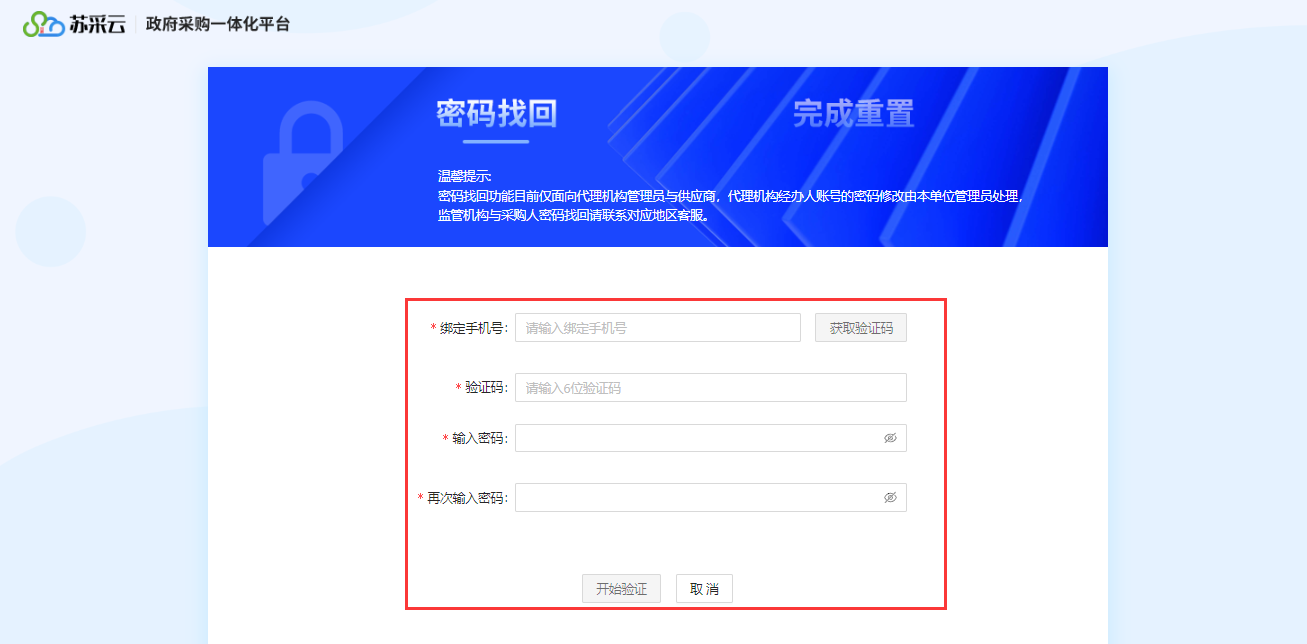 苏采云 政府采购一体化平台
密码找回 完成重置
温馨提示:
密码找回功能目前仅面向代理机构管理员与供应商，代理机构经办人账号的密码修改由本单位管理员处理，
监管机构与采购人密码找回请联系对应地区客服。
* 绑定手机号: 请输入绑定手机号 获取验证码
* 验证码: 请输入6位验证码
* 输入密码:
* 再次输入密码:
开始验证 取 消